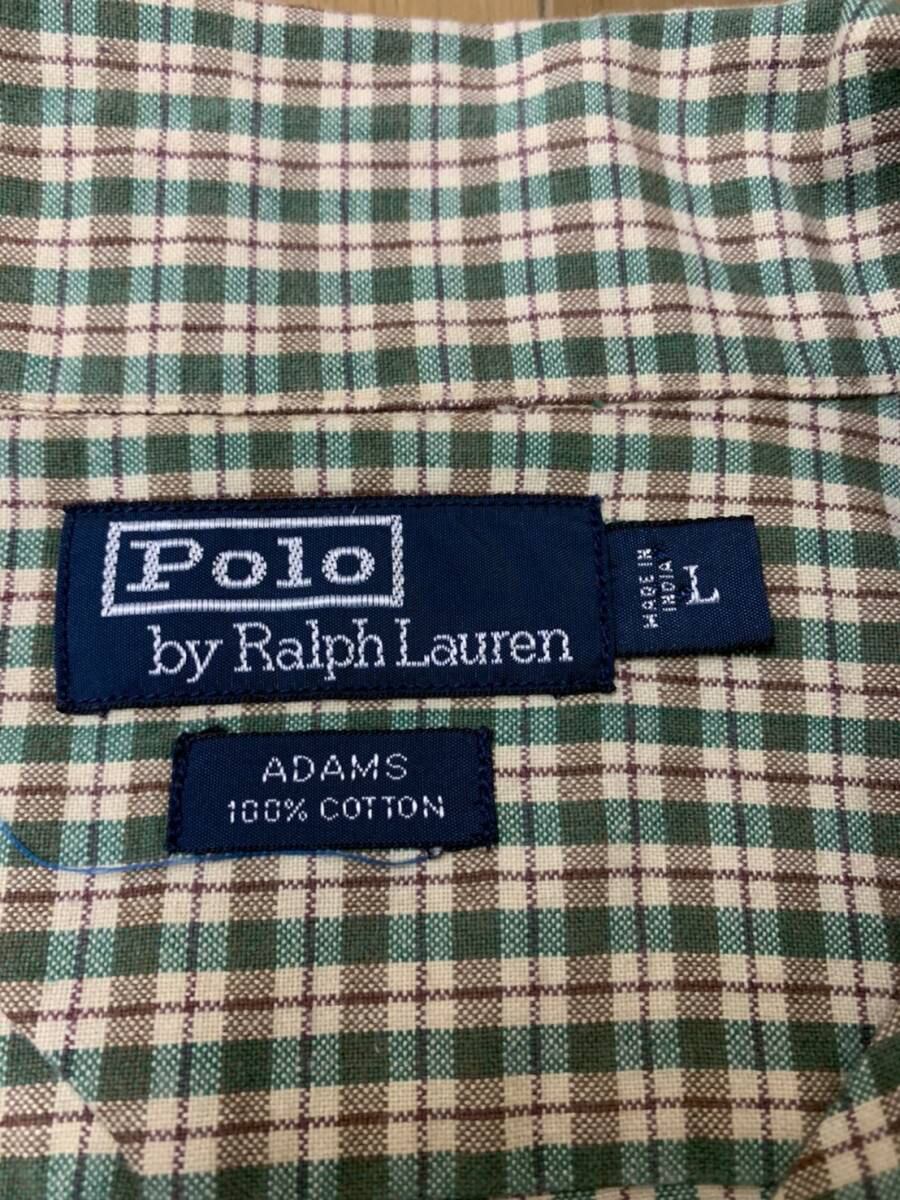 Polo
by Ralph Lauren
MADE IN
INDIA
L
ADAMS
100% COTTON